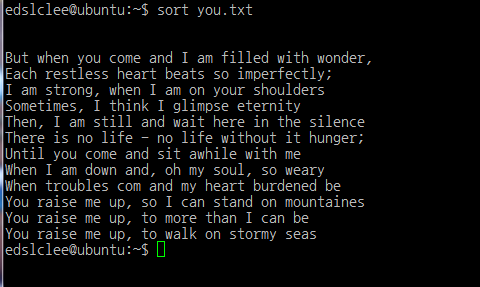 edslclee@ubuntu:~$ sort you.txt
But when you come and I am filled with wonder,
Each restless heart beats so imperfectly;
I am strong, when I am on your shoulders
Sometimes, I think I glimpse eternity
Then, I am still and wait here in the silence
There is no life – no life without it hunger;
Until you come and sit awhile with me
When I am down and, oh my soul, so weary
When troubles com and my heart burdened be
You raise me up, so I can stand on mountaines
You raise me up, to more than I can be
You raise me up, to walk on stormy seas
edslclee@ubuntu:~$